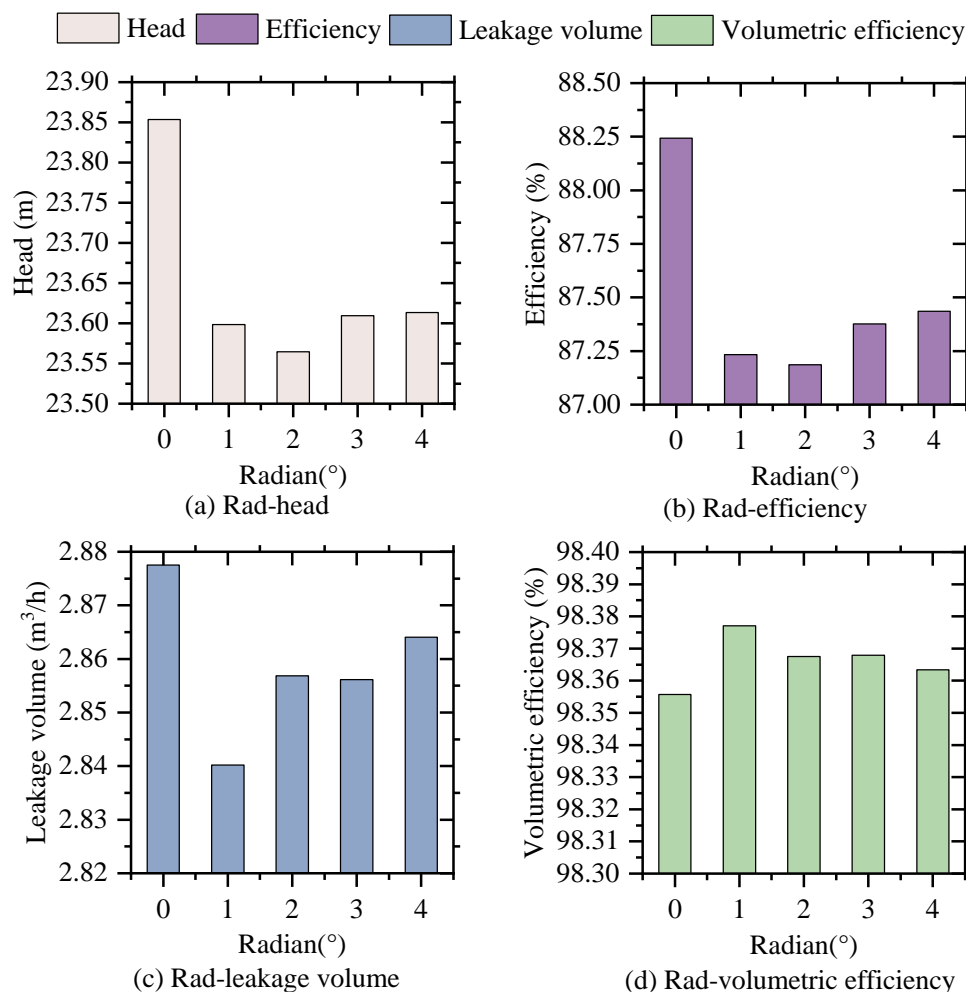 Head Efficiency Leakage volume Volumetric efficiency
23.90
23.85
23.80
23.75
23.70
23.65
23.60
23.55
23.50
Head (m)
0 1 2 3 4
Radian(°)
(a) Rad-head
88.50
88.25
88.00
87.75
87.50
87.25
87.00
Efficiency (%)
0 1 2 3 4
Radian(°)
(b) Rad-efficiency
2.88
2.87
2.86
2.85
2.84
2.83
2.82
Leakage volume (m³/h)
0 1 2 3 4
Radian(°)
(c) Rad-leakage volume
98.40
98.39
98.38
98.37
98.36
98.35
98.34
98.33
98.32
98.31
98.30
Volumetric efficiency (%)
0 1 2 3 4
Radian(°)
(d) Rad-volumetric efficiency